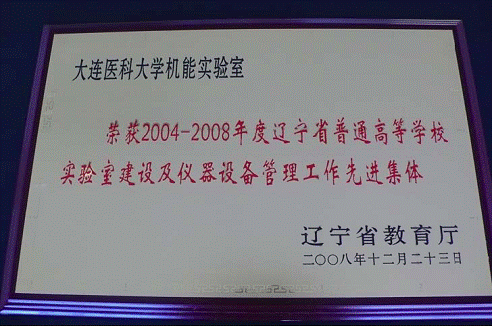 大连医科大学机能实验室
荣获2004-2008年度辽宁省普通高等学校
实验室建设及仪器设备管理工作先进集体
辽宁省教育厅
二〇〇八年十二月二十三日